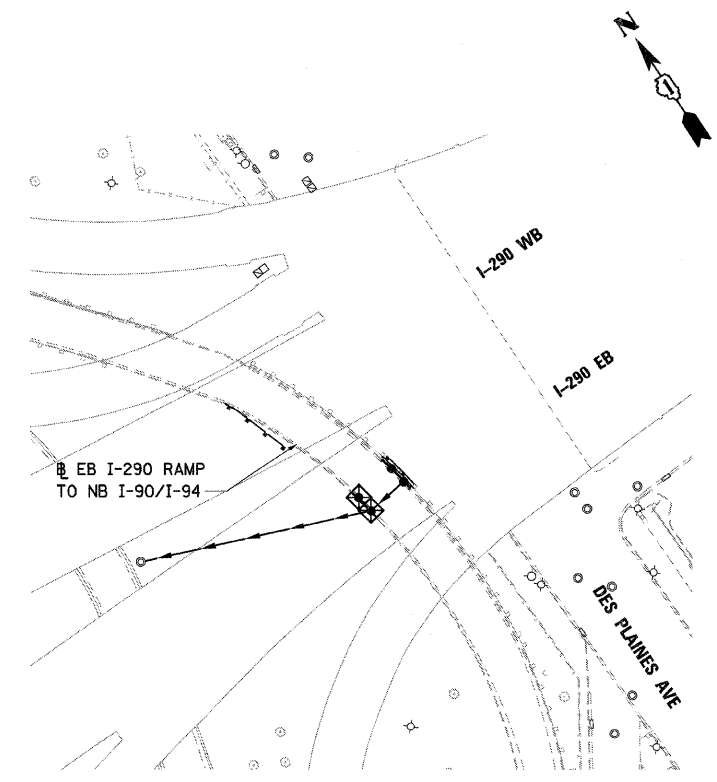 N
I-290 WB
I-290 EB
B EB I-290 RAMP
TO NB I-90/I-94
DES PLAINES AVE